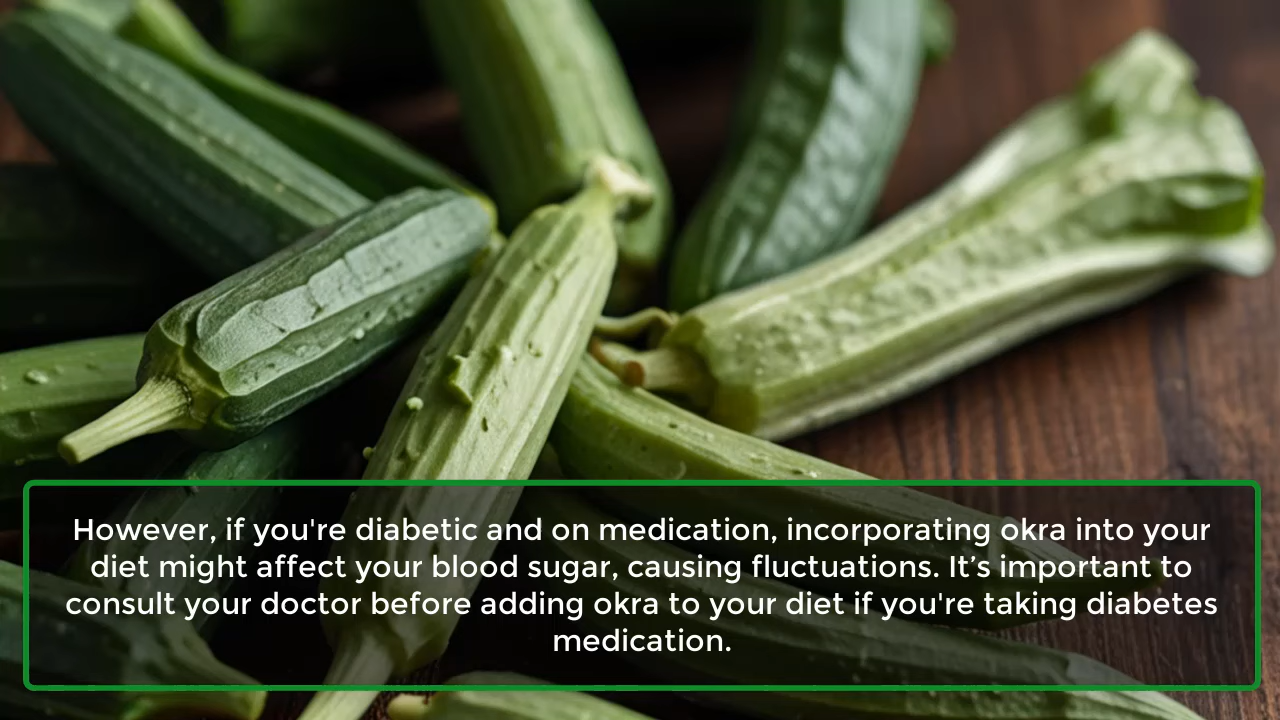 However, if you're diabetic and on medication, incorporating okra into your
diet might affect your blood sugar, causing fluctuations. It’s important to
consult your doctor before adding okra to your diet if you're taking diabetes
medication.